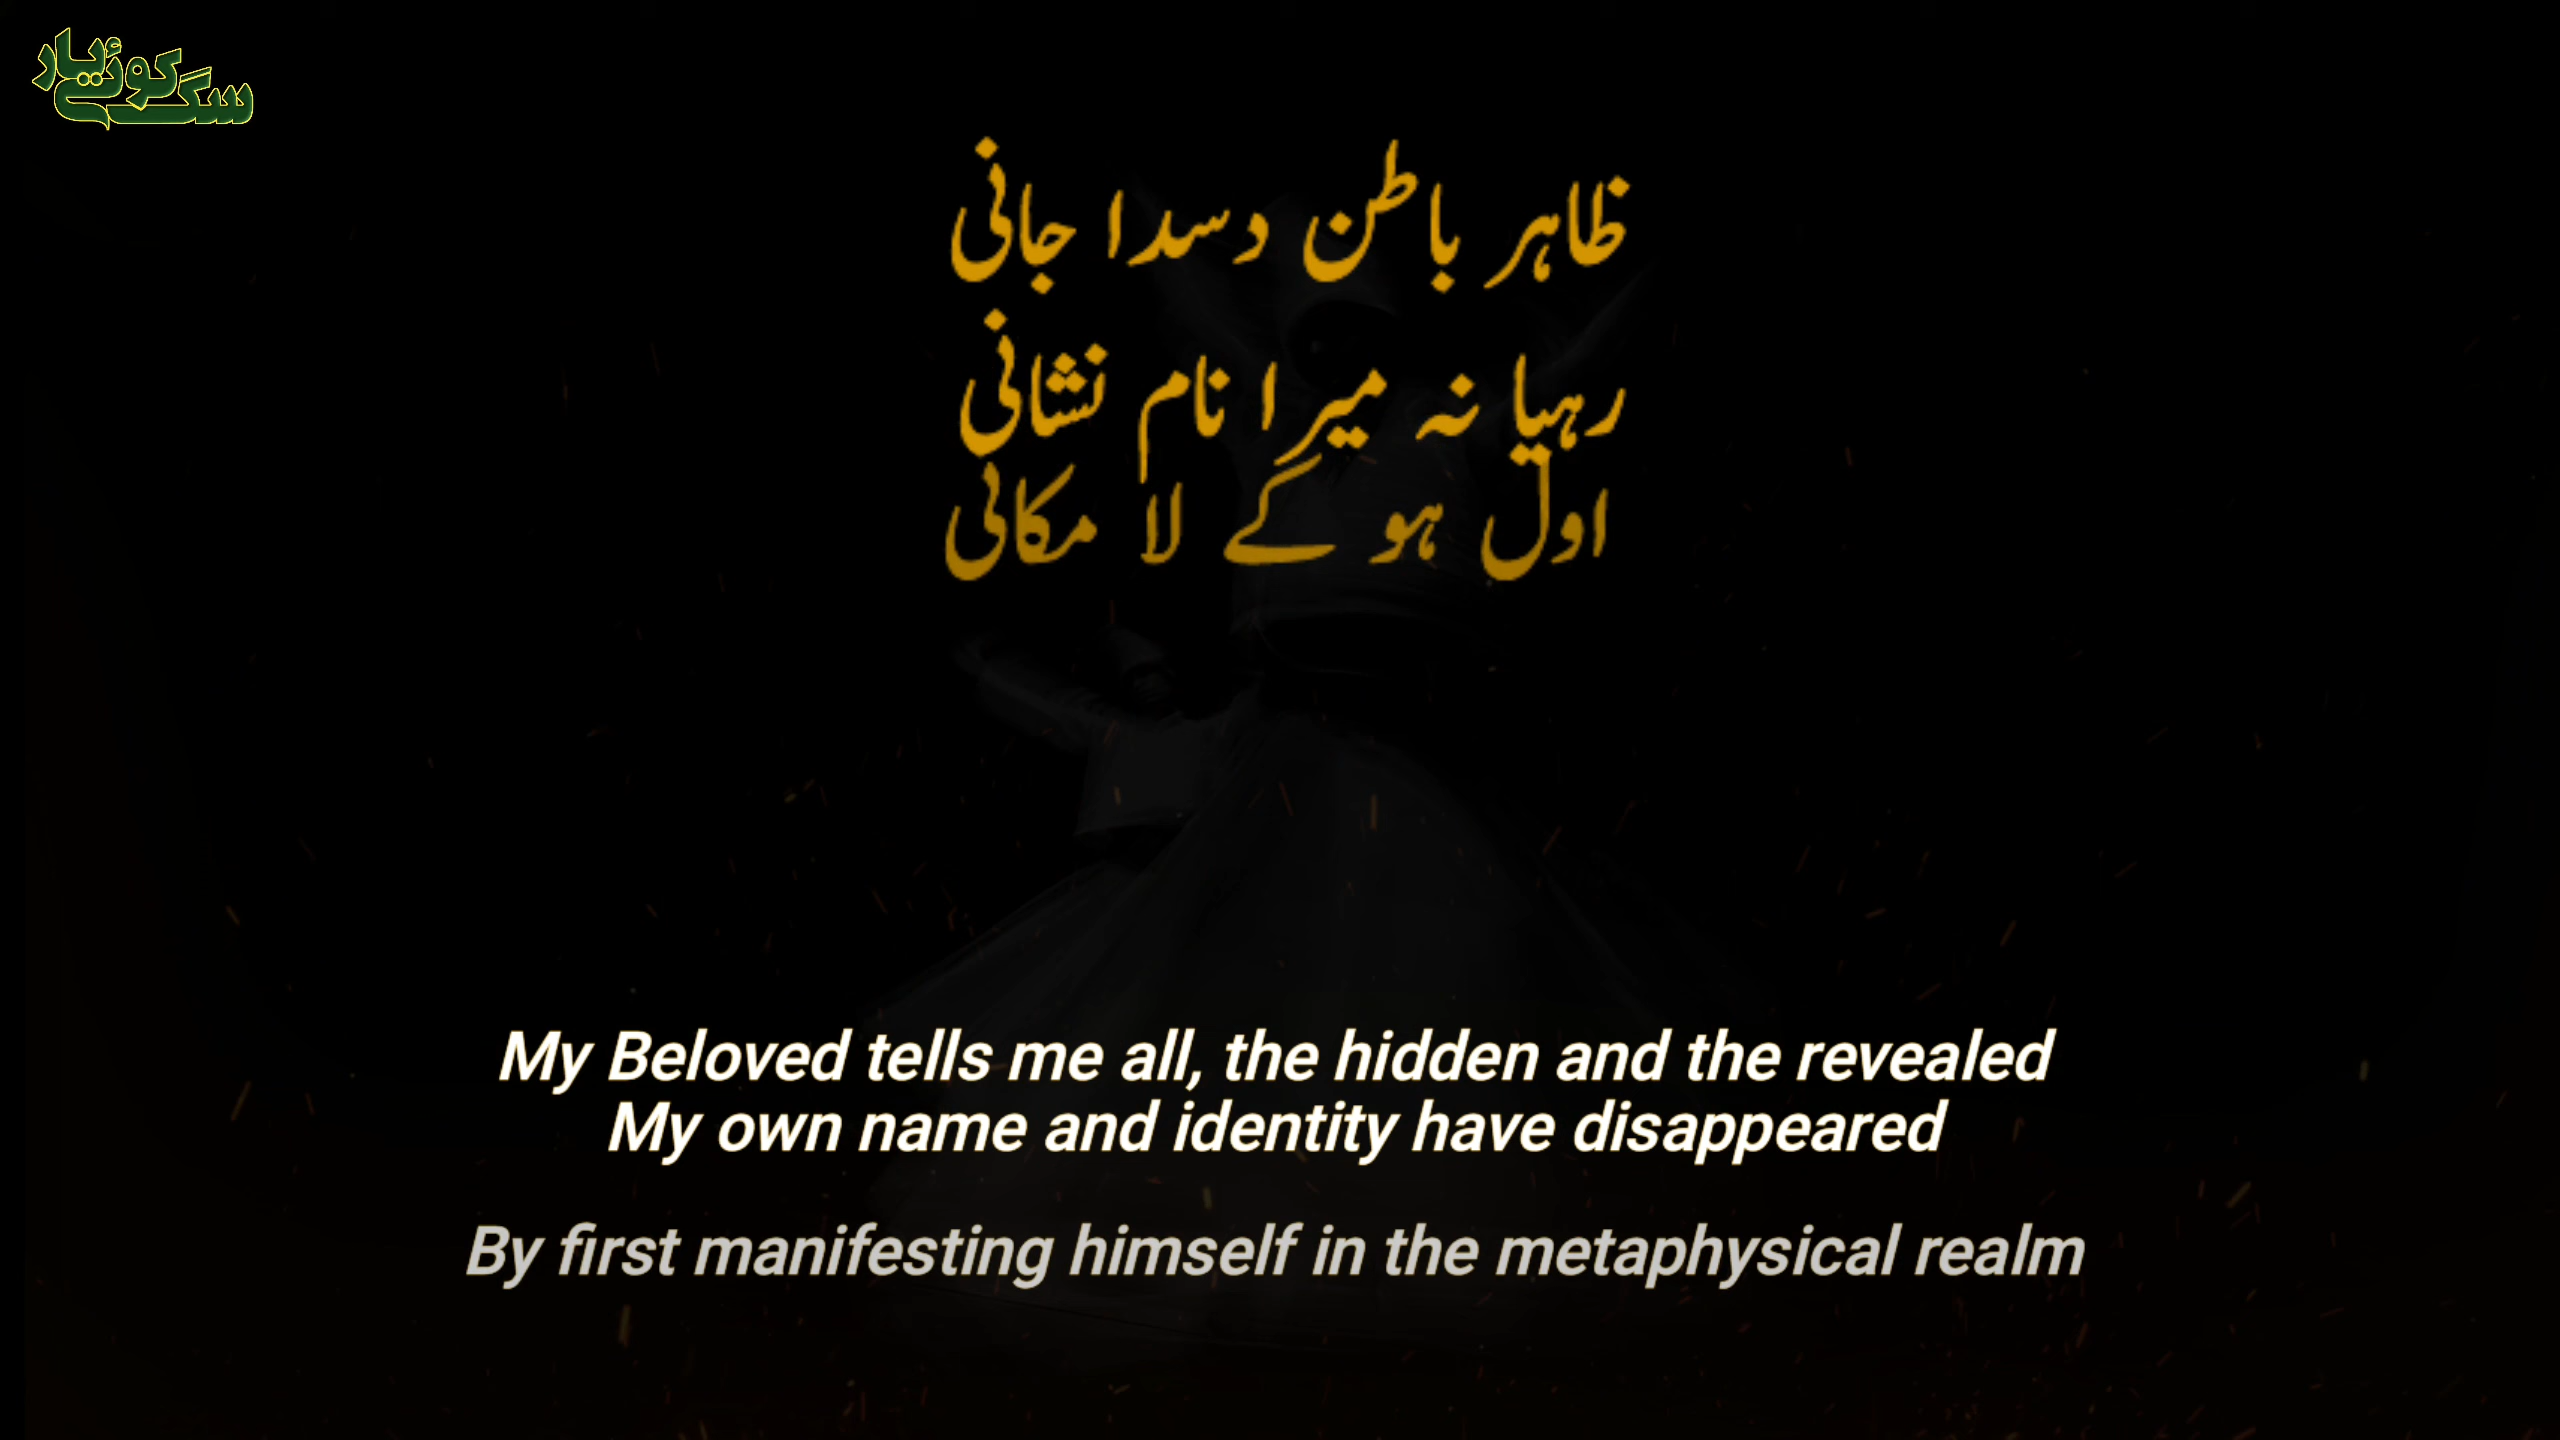 سگ کوئے یار
ظاہر باطن دسدا جانی
رہیا نہ میرا نام نشانی
اول ہو گے لا مکانی
My Beloved tells me all, the hidden and the revealed
My own name and identity have disappeared
By first manifesting himself in the metaphysical realm